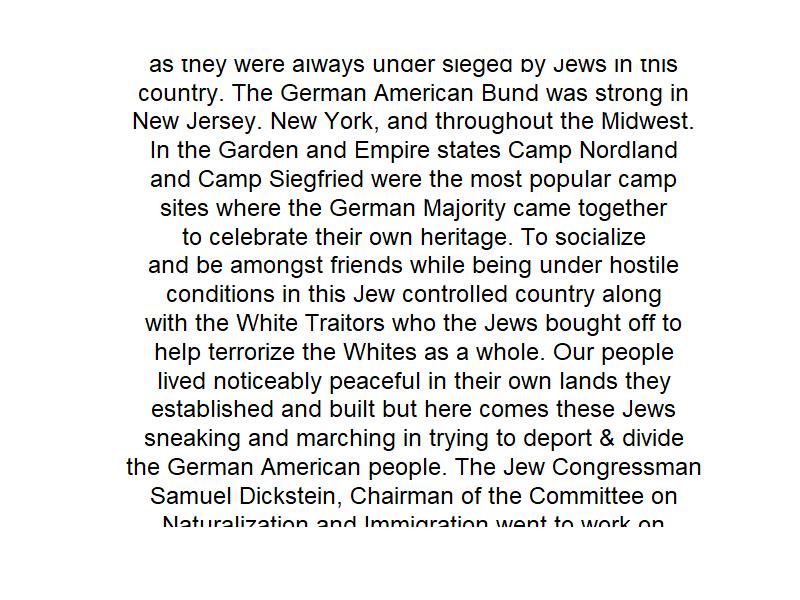 as they were always under sieged by Jews in this
country. The German American Bund was strong in
New Jersey. New York, and throughout the Midwest.
In the Garden and Empire states Camp Nordland
and Camp Siegfried were the most popular camp
sites where the German Majority came together
to celebrate their own heritage. To socialize
and be amongst friends while being under hostile
conditions in this Jew controlled country along
with the White Traitors who the Jews bought off to
help terrorize the Whites as a whole. Our people
lived noticeably peaceful in their own lands they
established and built but here comes these Jews
sneaking and marching in trying to deport & divide
the German American people. The Jew Congressman
Samuel Dickstein, Chairman of the Committee on
Naturalization and Immigration went to work on